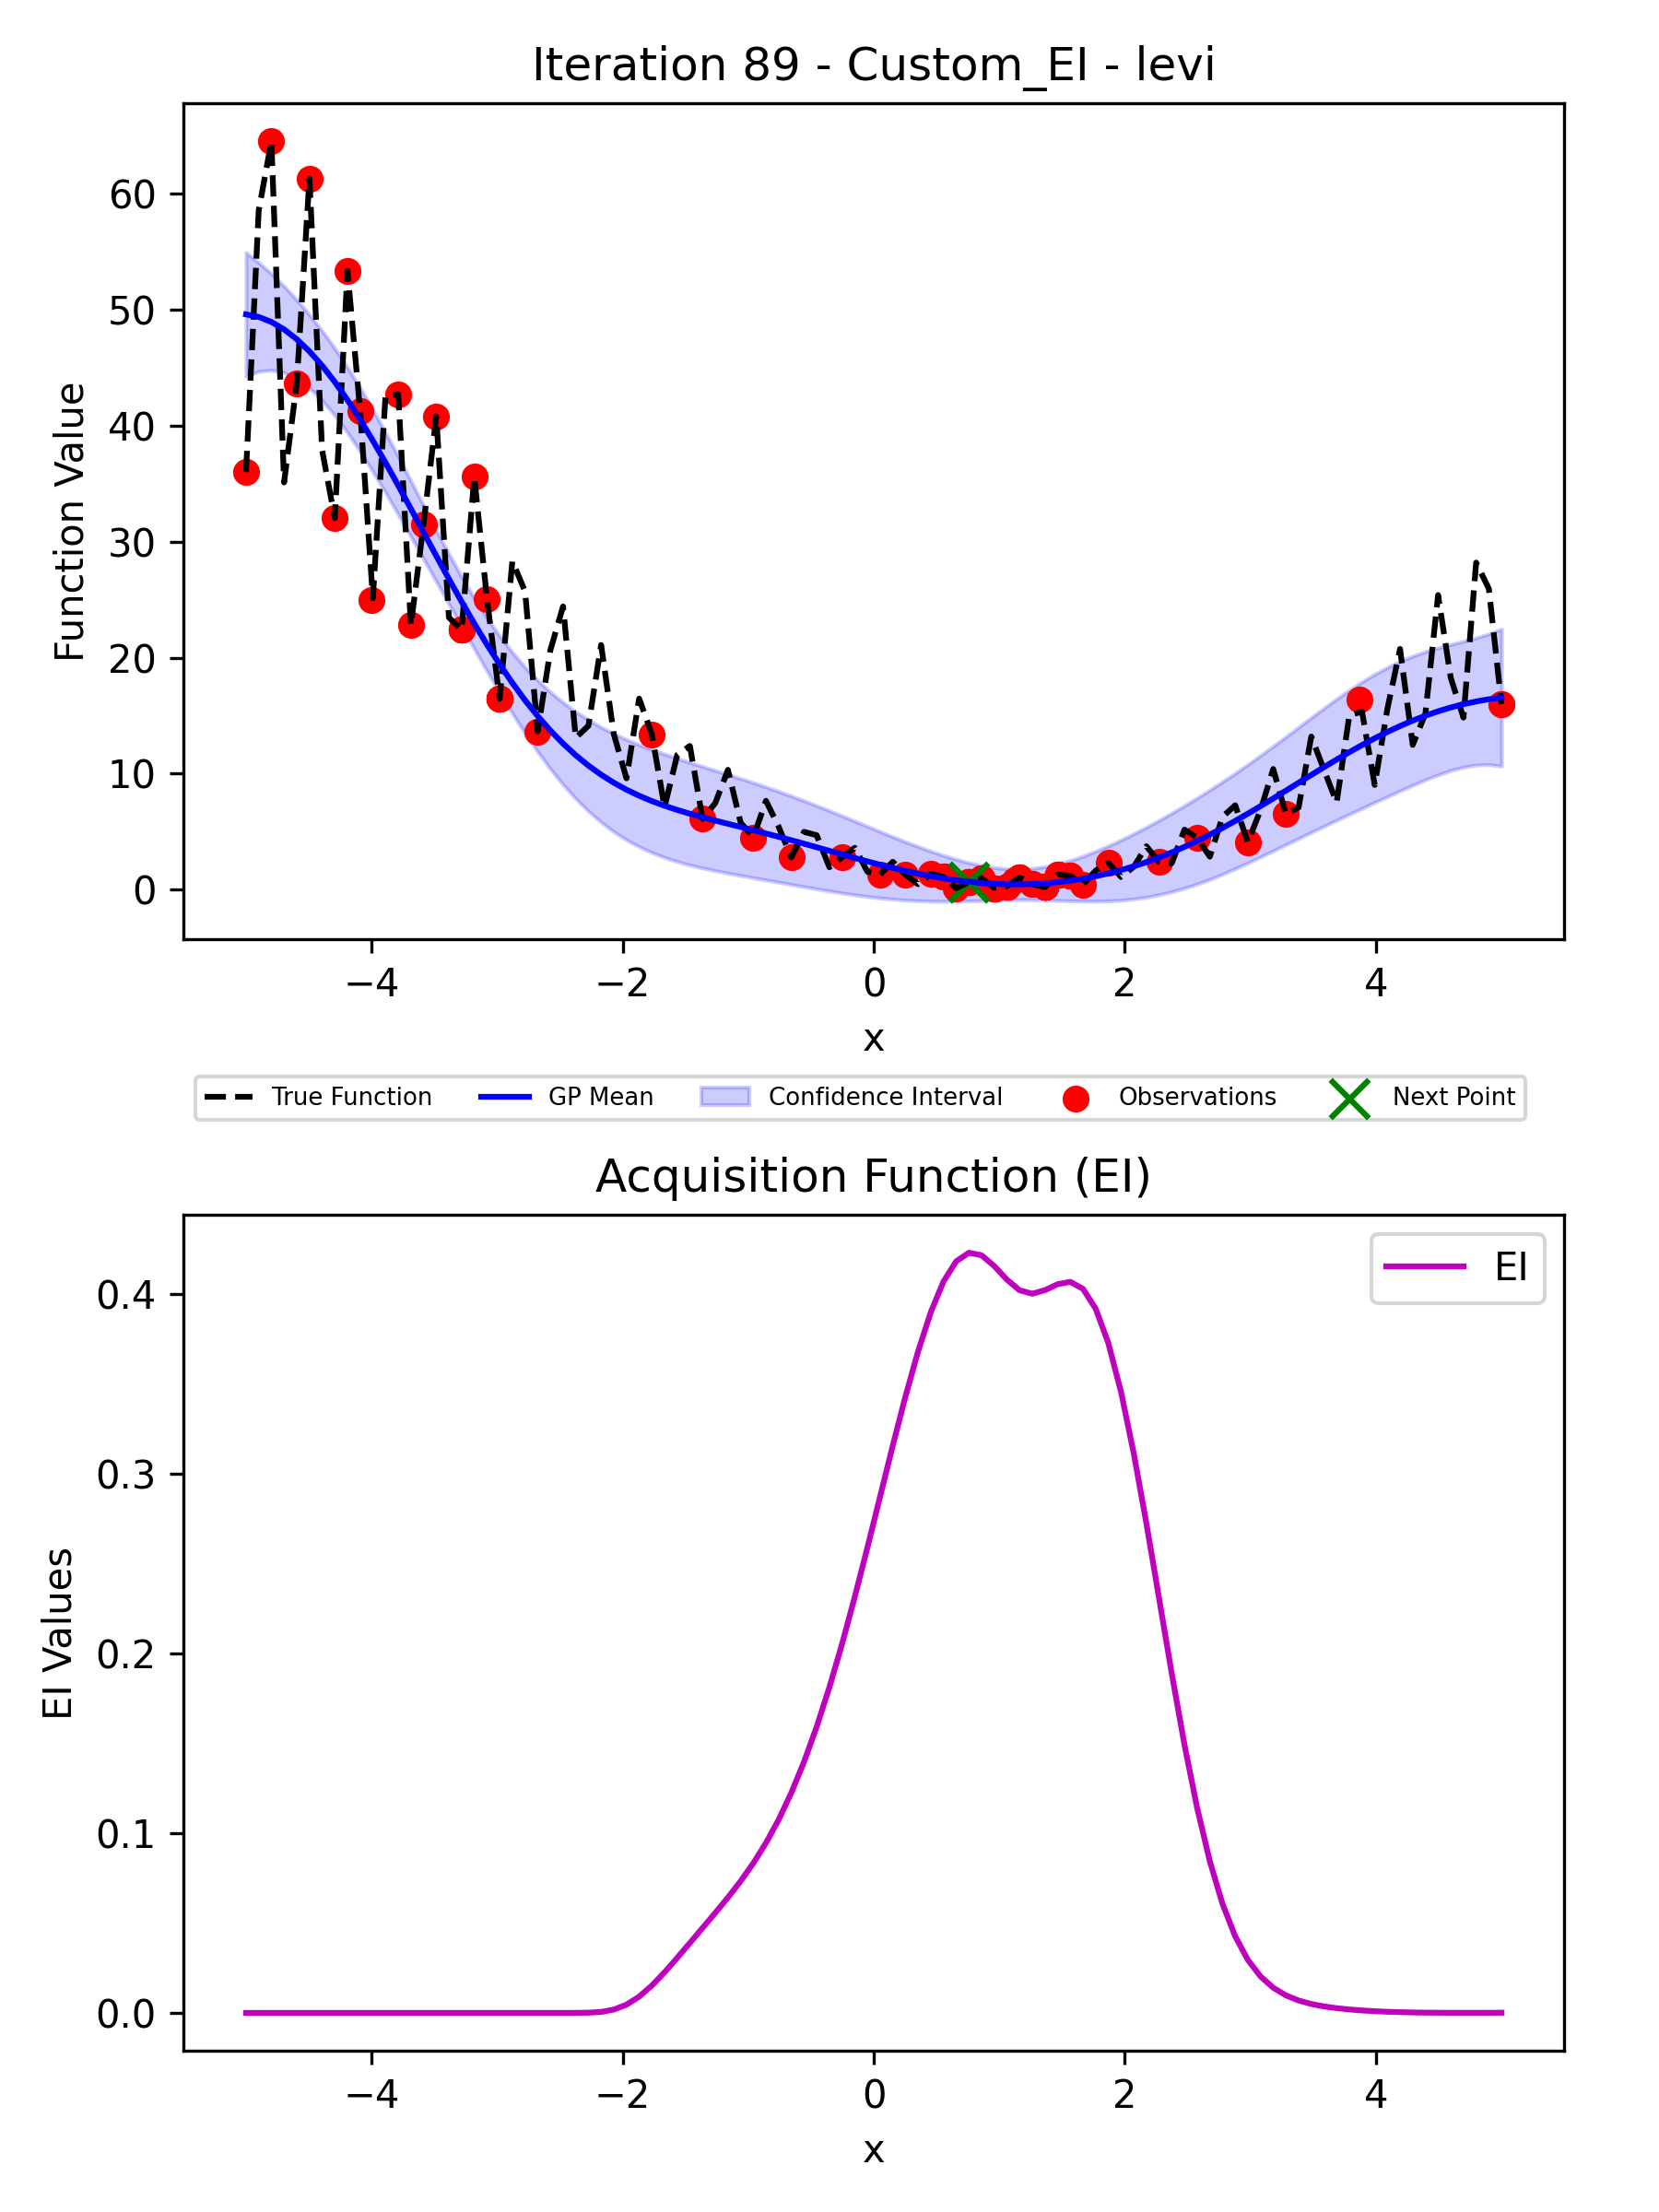 Iteration 89 - Custom_EI - levi
Function Value
60
50
40
30
20
10
0
−4 −2 0 2 4
x
True Function GP Mean Confidence Interval Observations Next Point
Acquisition Function (EI)
EI
EI Values
0.4
0.3
0.2
0.1
0.0
−4 −2 0 2 4
x